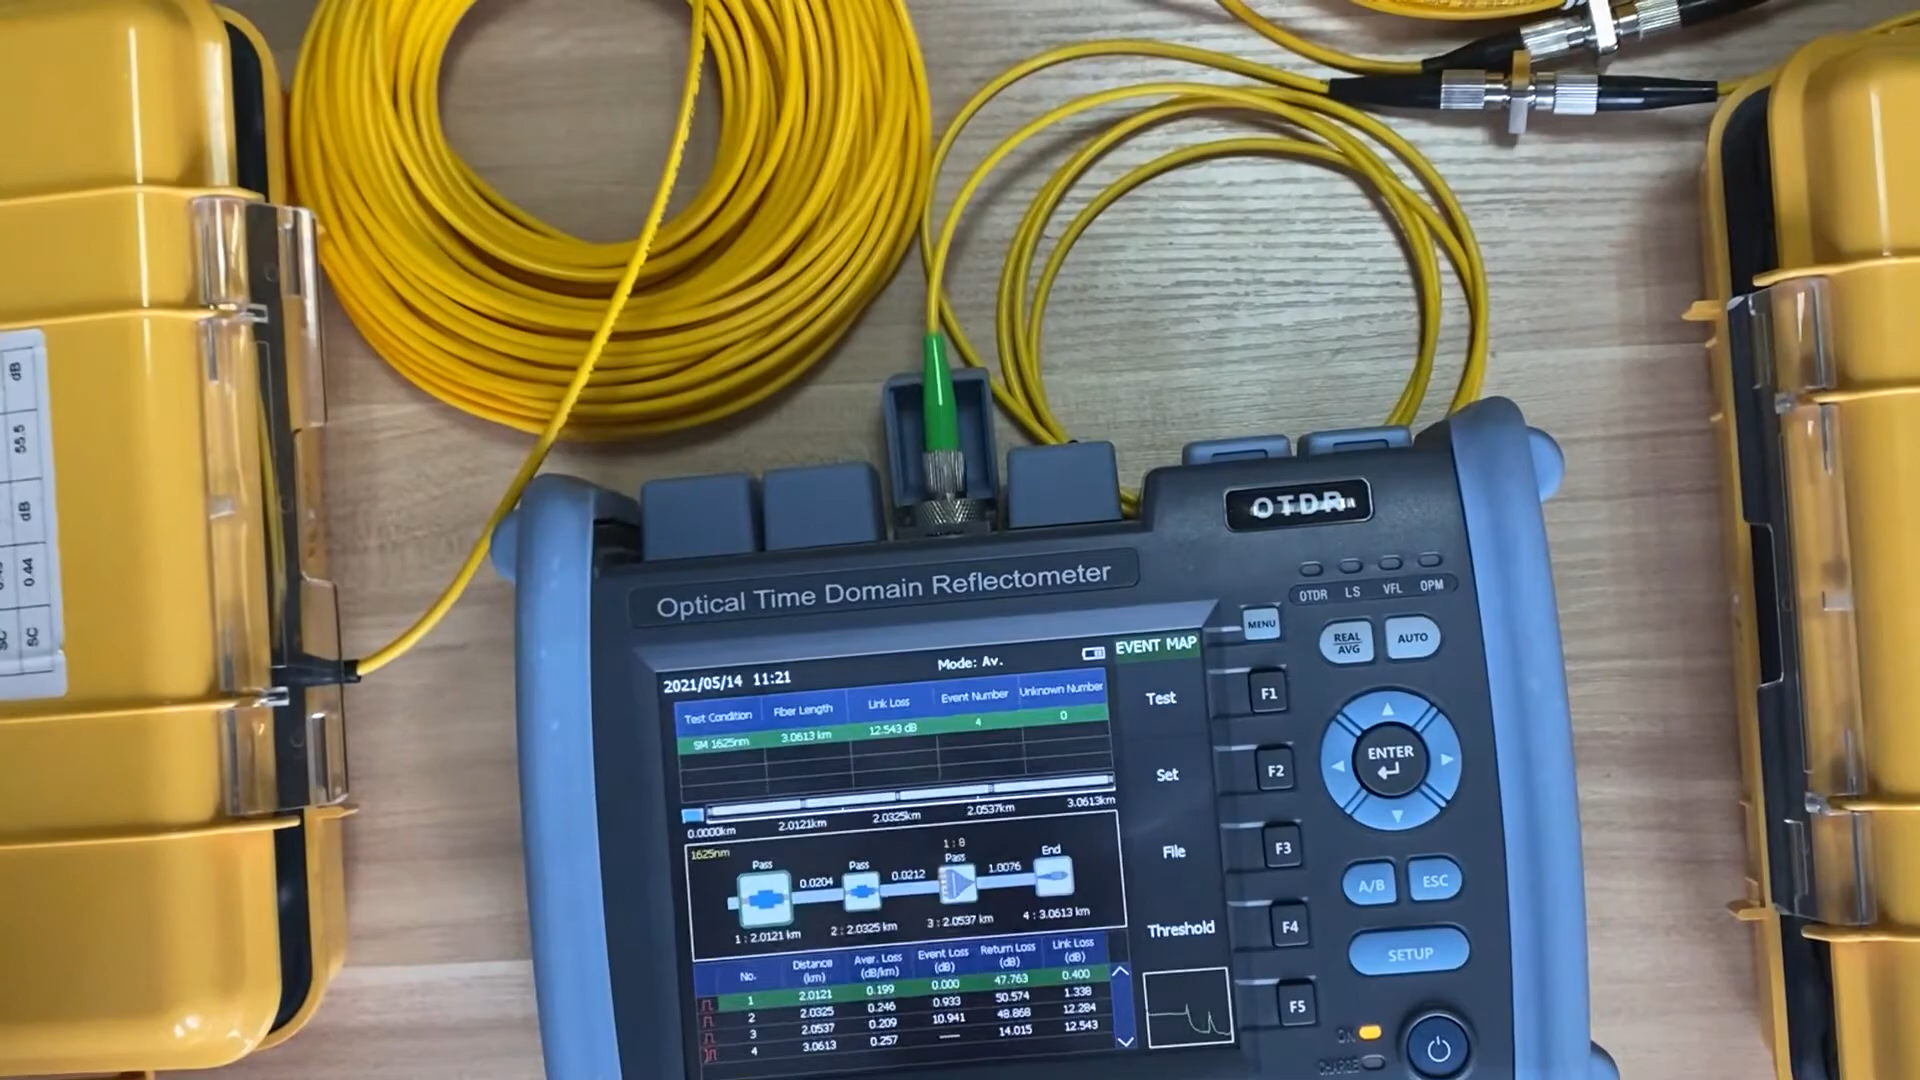 dB
55.5
dB
0.44
SC
SC
OTDR
Optical Time Domain Reflectometer
OTDR LS VFL OPM
MENU
REAL
AVG
AUTO
2021/05/14 11:21 Mode: Av. EVENT MAP
Test Condition Fiber Length Link Loss Event Number Unknown Number
SM 1625nm 3.0613 km 12.543 dB 4 0
0.0000km 2.0121km 2.0325km 2.0537km 3.0613km
1625nm
1:8
Pass Pass Pass End
0.0204 0.0212 1.0076
1:2.0121 km 2:2.0325 km 3:2.0537 km 4:3.0613 km
No. Distance (km) Aver. Loss (dB/km) Event Loss (dB) Return Loss (dB) Link Loss (dB)
1 2.0121 0.199 0.000 47.763 0.400
2 2.0325 0.246 0.933 50.574 1.338
3 2.0537 0.209 10.941 48.868 12.284
4 3.0613 0.257 ---- 14.015 12.543
Test
Set
File
Threshold
F1
F2
F3
F4
F5
ENTER
A/B
ESC
SETUP
ON
CHARGE